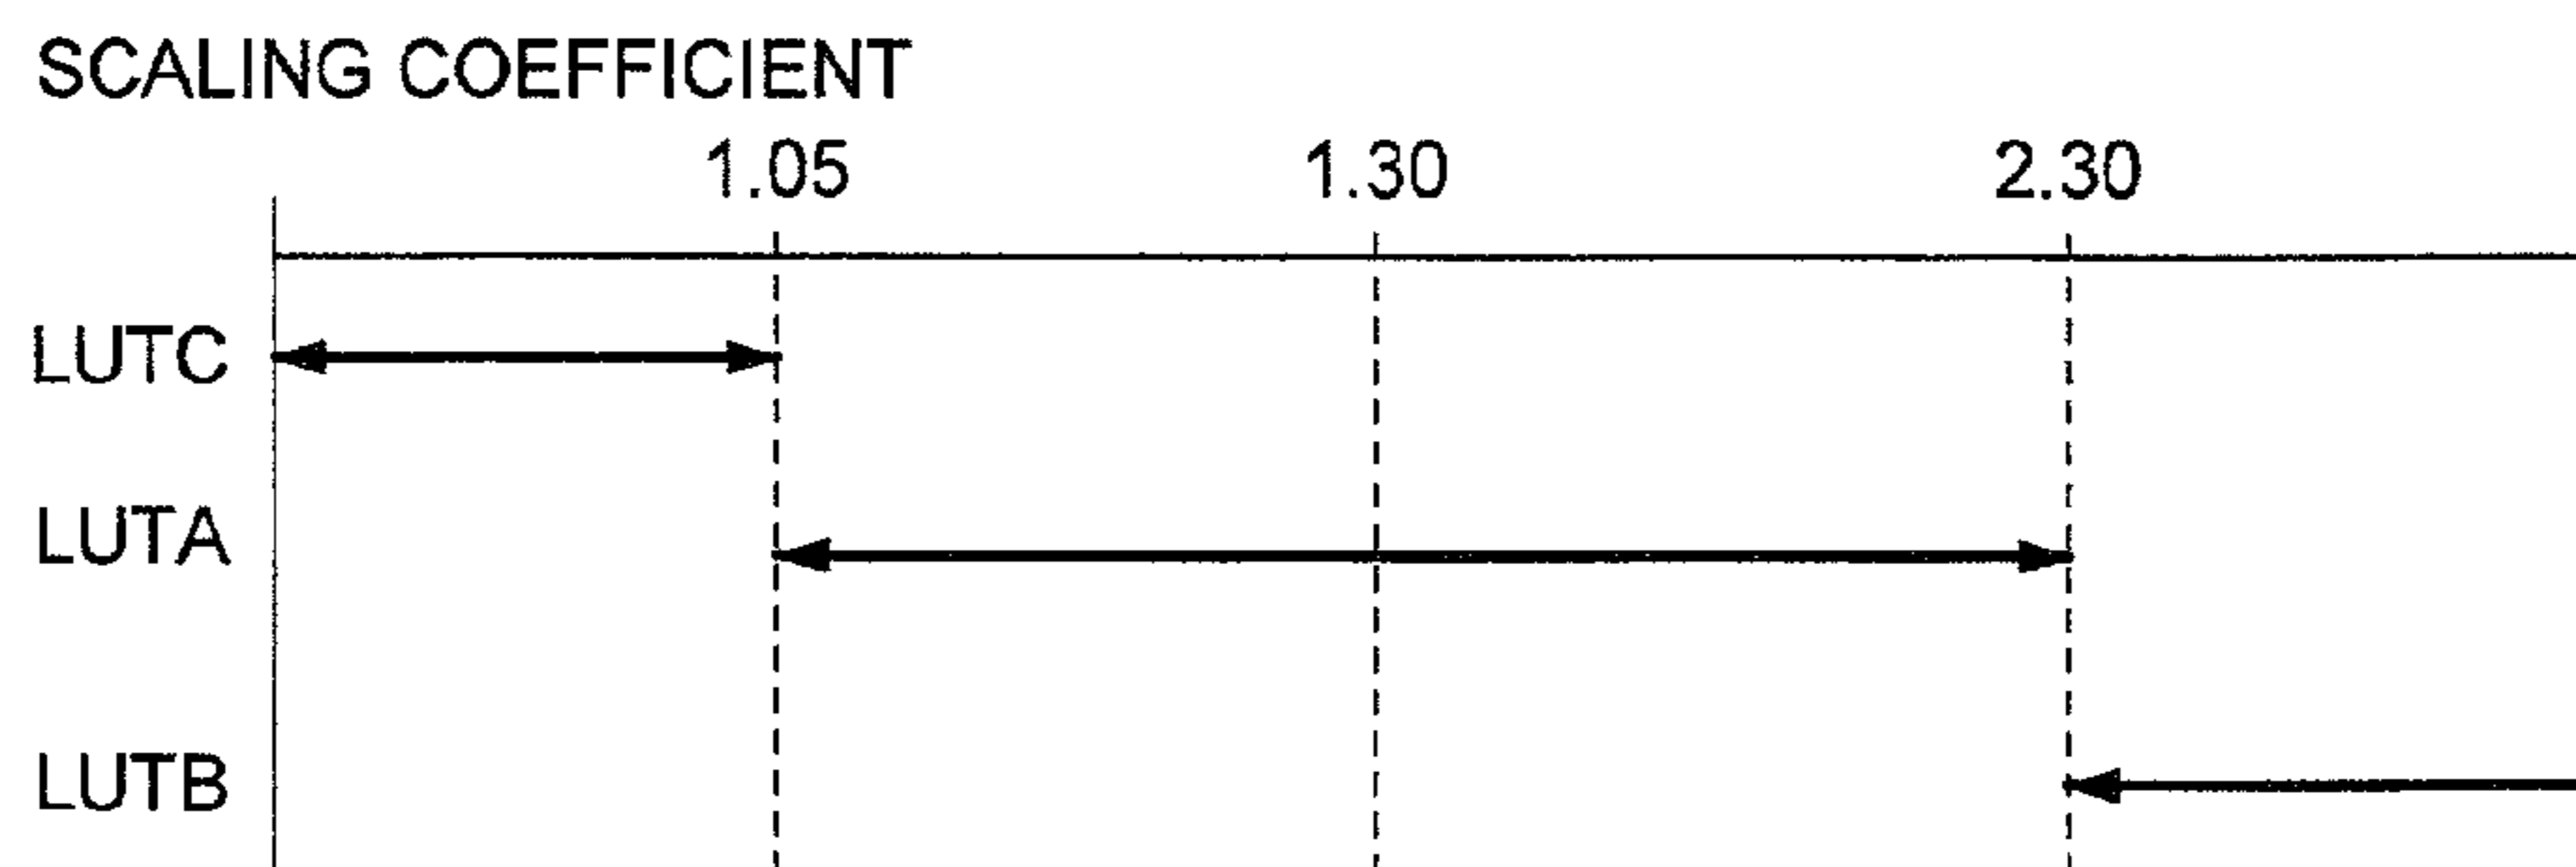 SCALING COEFFICIENT
1.05 1.30 2.30
LUTC
LUTA
LUTB